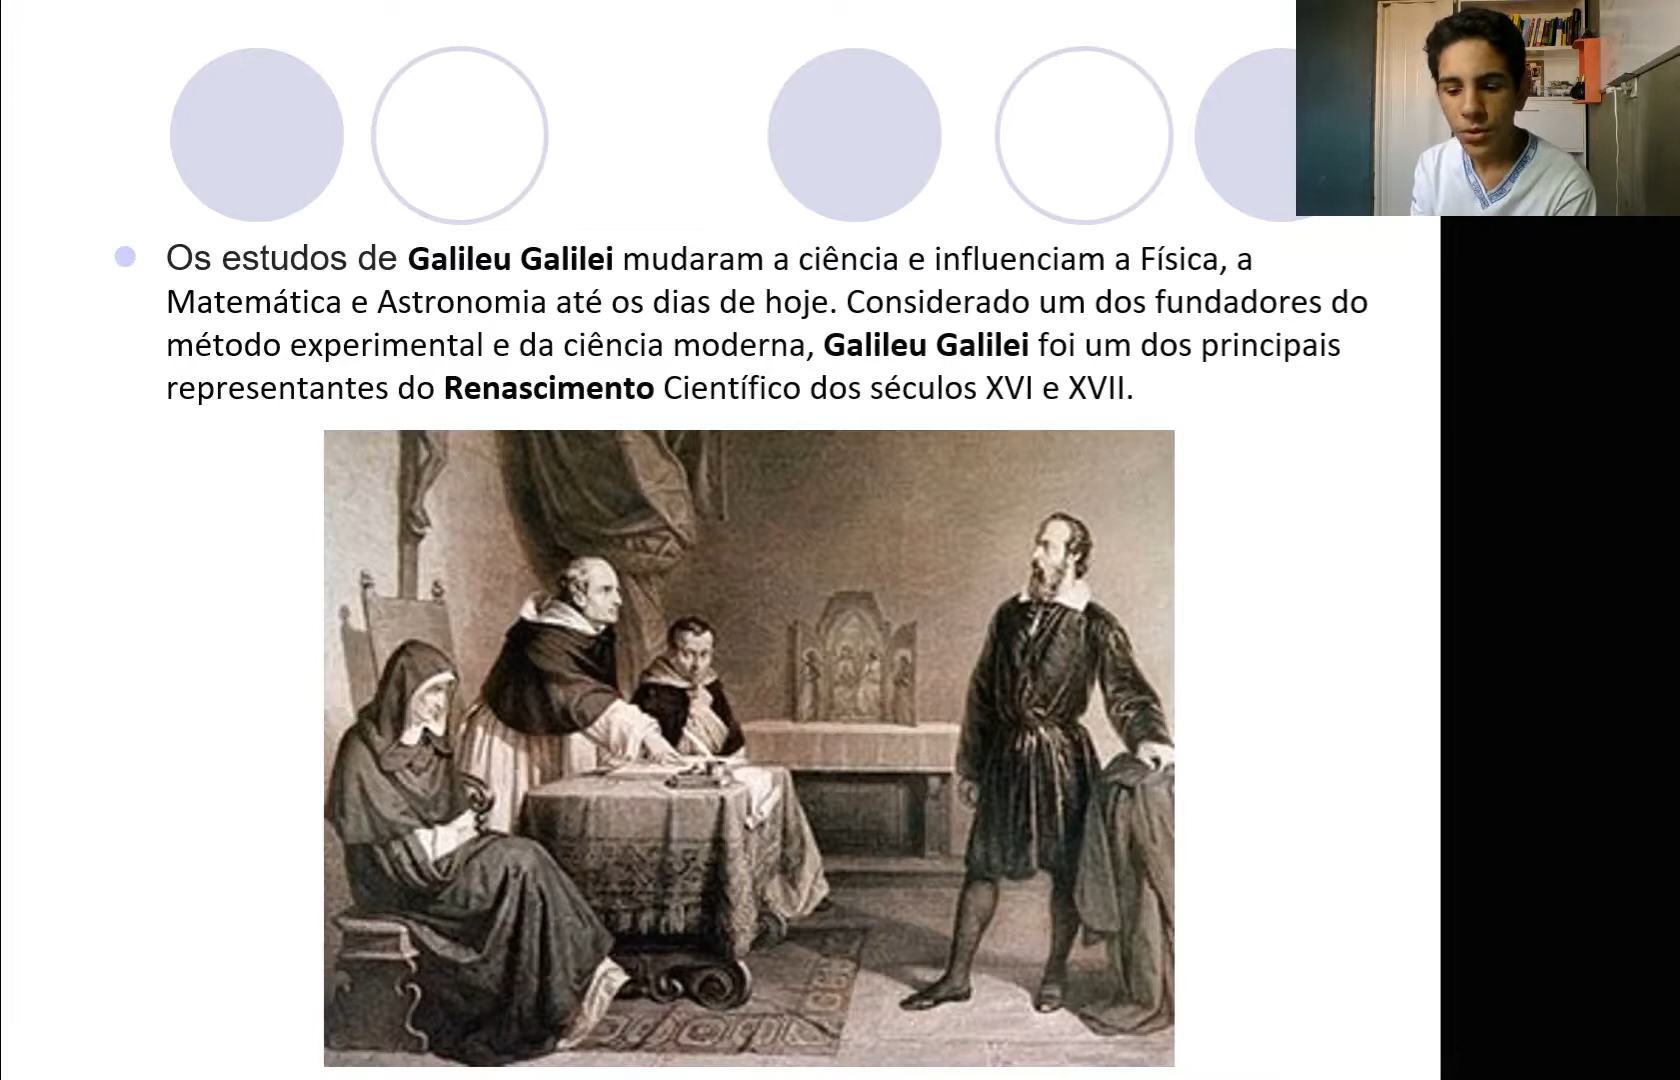 Os estudos de Galileu Galilei mudaram a ciência e influenciam a Física, a
Matemática e Astronomia até os dias de hoje. Considerado um dos fundadores do
método experimental e da ciência moderna, Galileu Galilei foi um dos principais
representantes do Renascimento Científico dos séculos XVI e XVII.